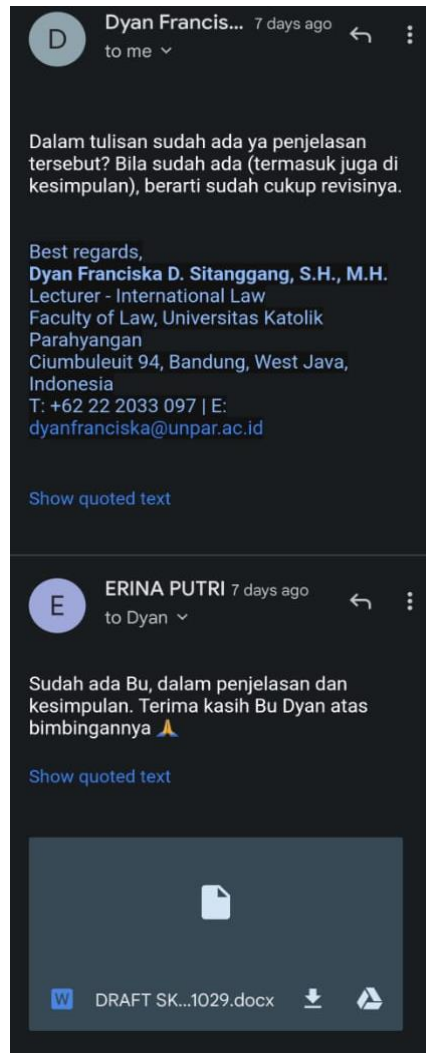 D
Dyan Francis... 7 days ago
to me
Dalam tulisan sudah ada ya penjelasan
tersebut? Bila sudah ada (termasuk juga di
kesimpulan), berarti sudah cukup revisinya.
Best regards,
Dyan Franciska D. Sitanggang, S.H., M.H.
Lecturer - International Law
Faculty of Law, Universitas Katolik
Parahyangan
Ciumbuleuit 94, Bandung, West Java,
Indonesia
T: +62 22 2033 097 | E:
dyanfranciska@unpar.ac.id
Show quoted text
E
ERINA PUTRI 7 days ago
to Dyan
Sudah ada Bu, dalam penjelasan dan
kesimpulan. Terima kasih Bu Dyan atas
bimbingannya 🙏
Show quoted text
W DRAFT SK...1029.docx